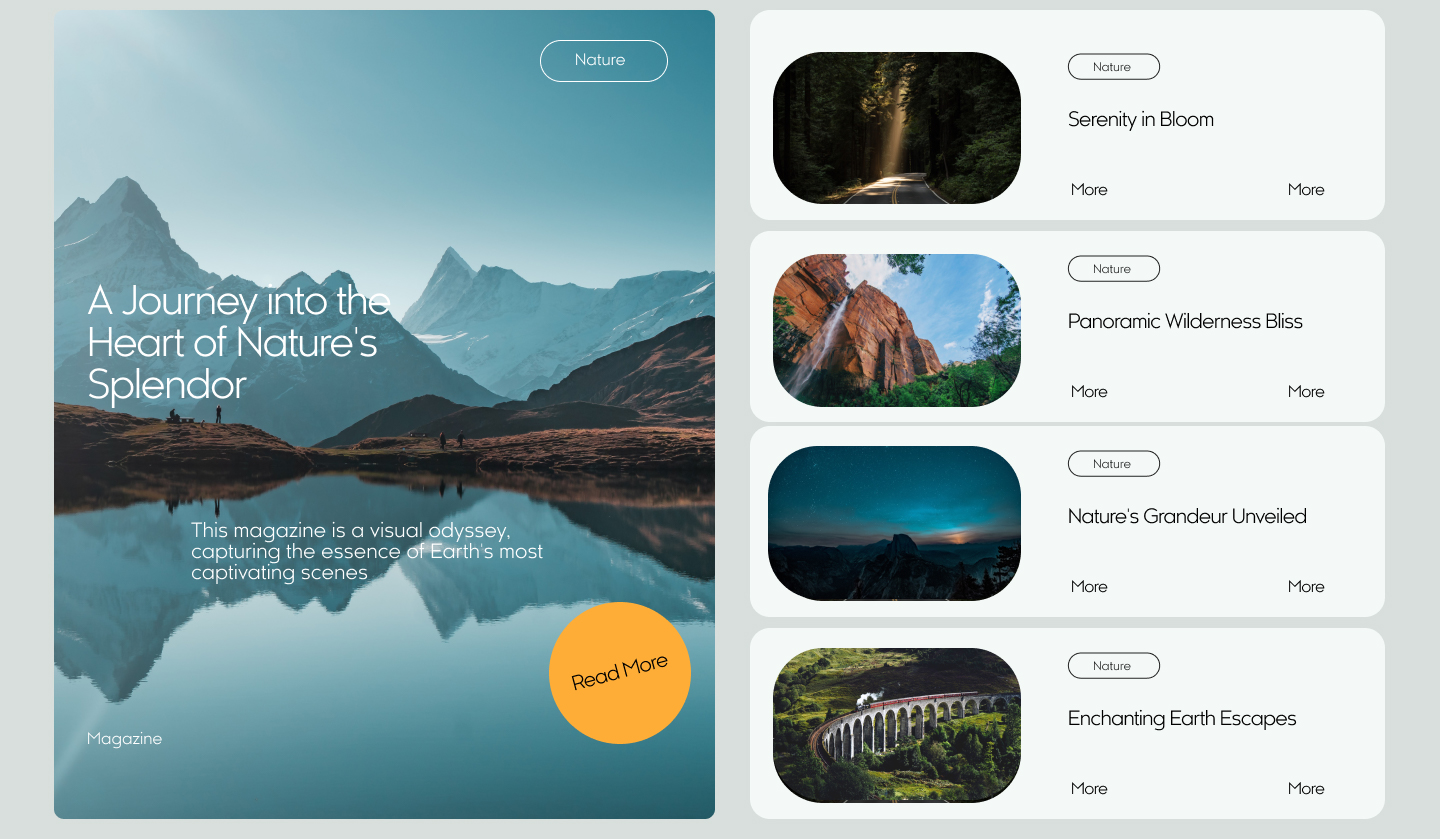 Nature
A Journey into the
Heart of Nature's
Splendor
This magazine is a visual odyssey,
capturing the essence of Earth's most
captivating scenes
Read More
Magazine
Nature
Serenity in Bloom
More More
Nature
Panoramic Wilderness Bliss
More More
Nature
Nature's Grandeur Unveiled
More More
Nature
Enchanting Earth Escapes
More More